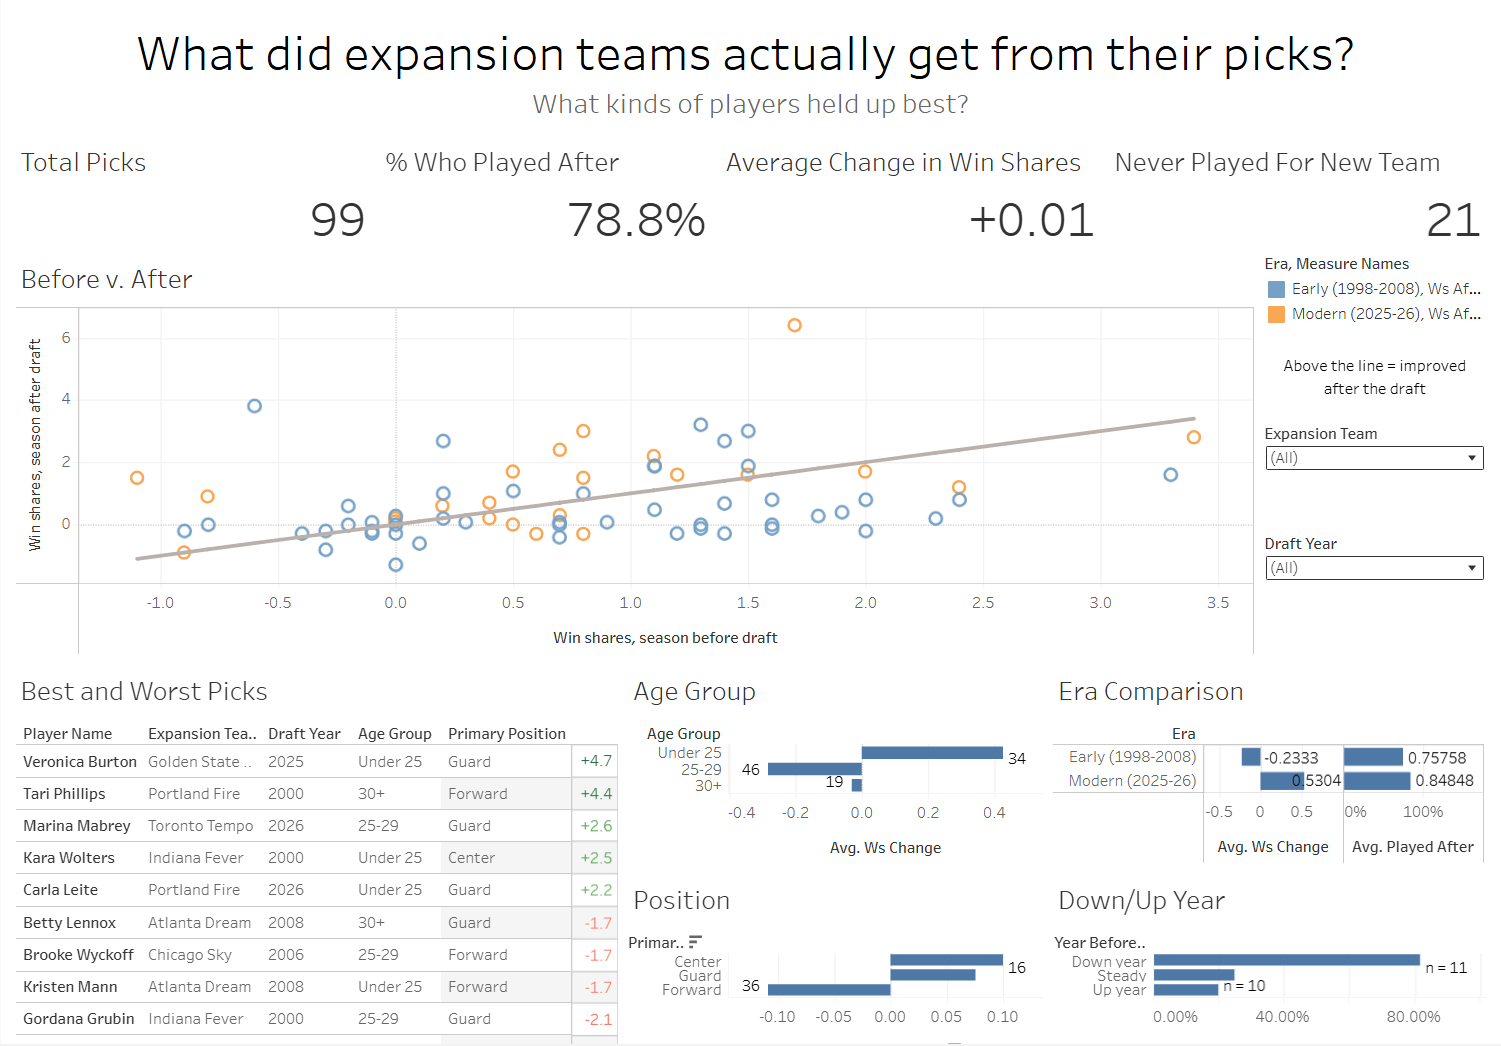 What did expansion teams actually get from their picks?
What kinds of players held up best?
Total Picks
% Who Played After
Average Change in Win Shares
Never Played For New Team
99
78.8%
+0.01
21
Before v. After
Era, Measure Names
Early (1998-2008), Ws Af...
Modern (2025-26), Ws Af...
Above the line = improved
after the draft
Expansion Team
(All)
Draft Year
(All)
Win shares, season after draft
6
4
2
0
-1.0 -0.5 0.0 0.5 1.0 1.5 2.0 2.5 3.0 3.5
Win shares, season before draft
Best and Worst Picks
Player Name Expansion Tea.. Draft Year Age Group Primary Position
Veronica Burton Golden State .. 2025 Under 25 Guard +4.7
Tari Phillips Portland Fire 2000 30+ Forward +4.4
Marina Mabrey Toronto Tempo 2026 25-29 Guard +2.6
Kara Wolters Indiana Fever 2000 Under 25 Center +2.5
Carla Leite Portland Fire 2026 Under 25 Guard +2.2
Betty Lennox Atlanta Dream 2008 30+ Guard -1.7
Brooke Wyckoff Chicago Sky 2006 25-29 Forward -1.7
Kristen Mann Atlanta Dream 2008 Under 25 Forward -1.7
Gordana Grubin Indiana Fever 2000 25-29 Guard -2.1
Age Group
Age Group
Under 25 34
25-29 46
30+ 19
-0.4 -0.2 0.0 0.2 0.4
Avg. Ws Change
Era Comparison
Era
Early (1998-2008) -0.2333 0.75758
Modern (2025-26) 0.5304 0.84848
-0.5 0 0.5 0% 100%
Avg. Ws Change Avg. Played After
Position
Primar..
Center 16
Guard
Forward 36
-0.10 -0.05 0.00 0.05 0.10
Down/Up Year
Year Before..
Down year n = 11
Steady
Up year n = 10
0.00% 40.00% 80.00%